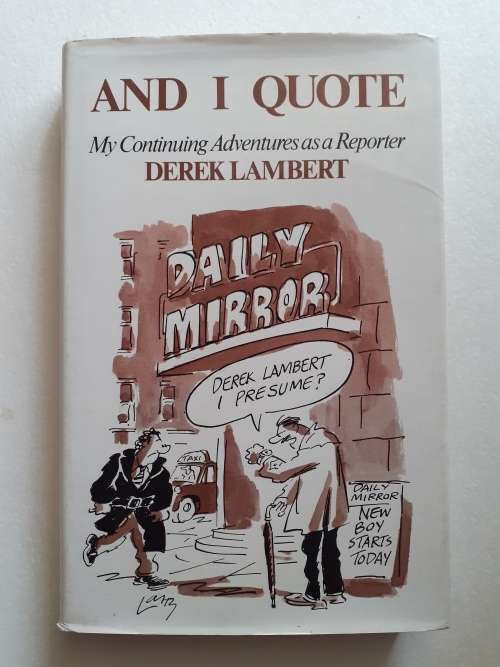 AND I QUOTE
My Continuing Adventures as a Reporter
DEREK LAMBERT
DAILY
MIRROR
DEREK LAMBERT
I PRESUME?
TAXI
DAILY
MIRROR
NEW
BOY
STARTS
TODAY